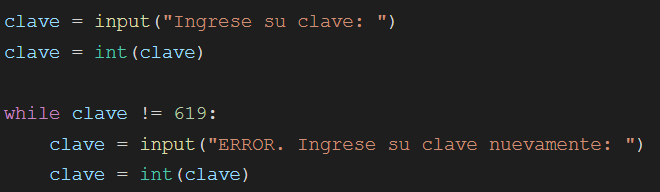 clave = input("Ingrese su clave: ")
clave = int(clave)
while clave != 619:
    clave = input("ERROR. Ingrese su clave nuevamente: ")
    clave = int(clave)